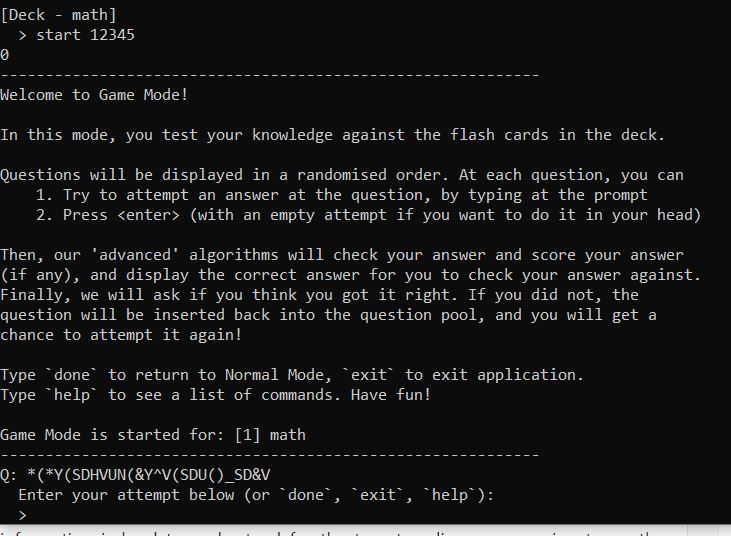 [Deck - math]
  > start 12345
0
------------------------------------------------------------
Welcome to Game Mode!

In this mode, you test your knowledge against the flash cards in the deck.

Questions will be displayed in a randomised order. At each question, you can
    1. Try to attempt an answer at the question, by typing at the prompt
    2. Press <enter> (with an empty attempt if you want to do it in your head)

Then, our 'advanced' algorithms will check your answer and score your answer
(if any), and display the correct answer for you to check your answer against.
Finally, we will ask if you think you got it right. If you did not, the
question will be inserted back into the question pool, and you will get a
chance to attempt it again!

Type `done` to return to Normal Mode, `exit` to exit application.
Type `help` to see a list of commands. Have fun!

Game Mode is started for: [1] math
------------------------------------------------------------
Q: *(*Y(SDHVUN(&Y^V(SDU()_SD&V
  Enter your attempt below (or `done`, `exit`, `help`):
  >